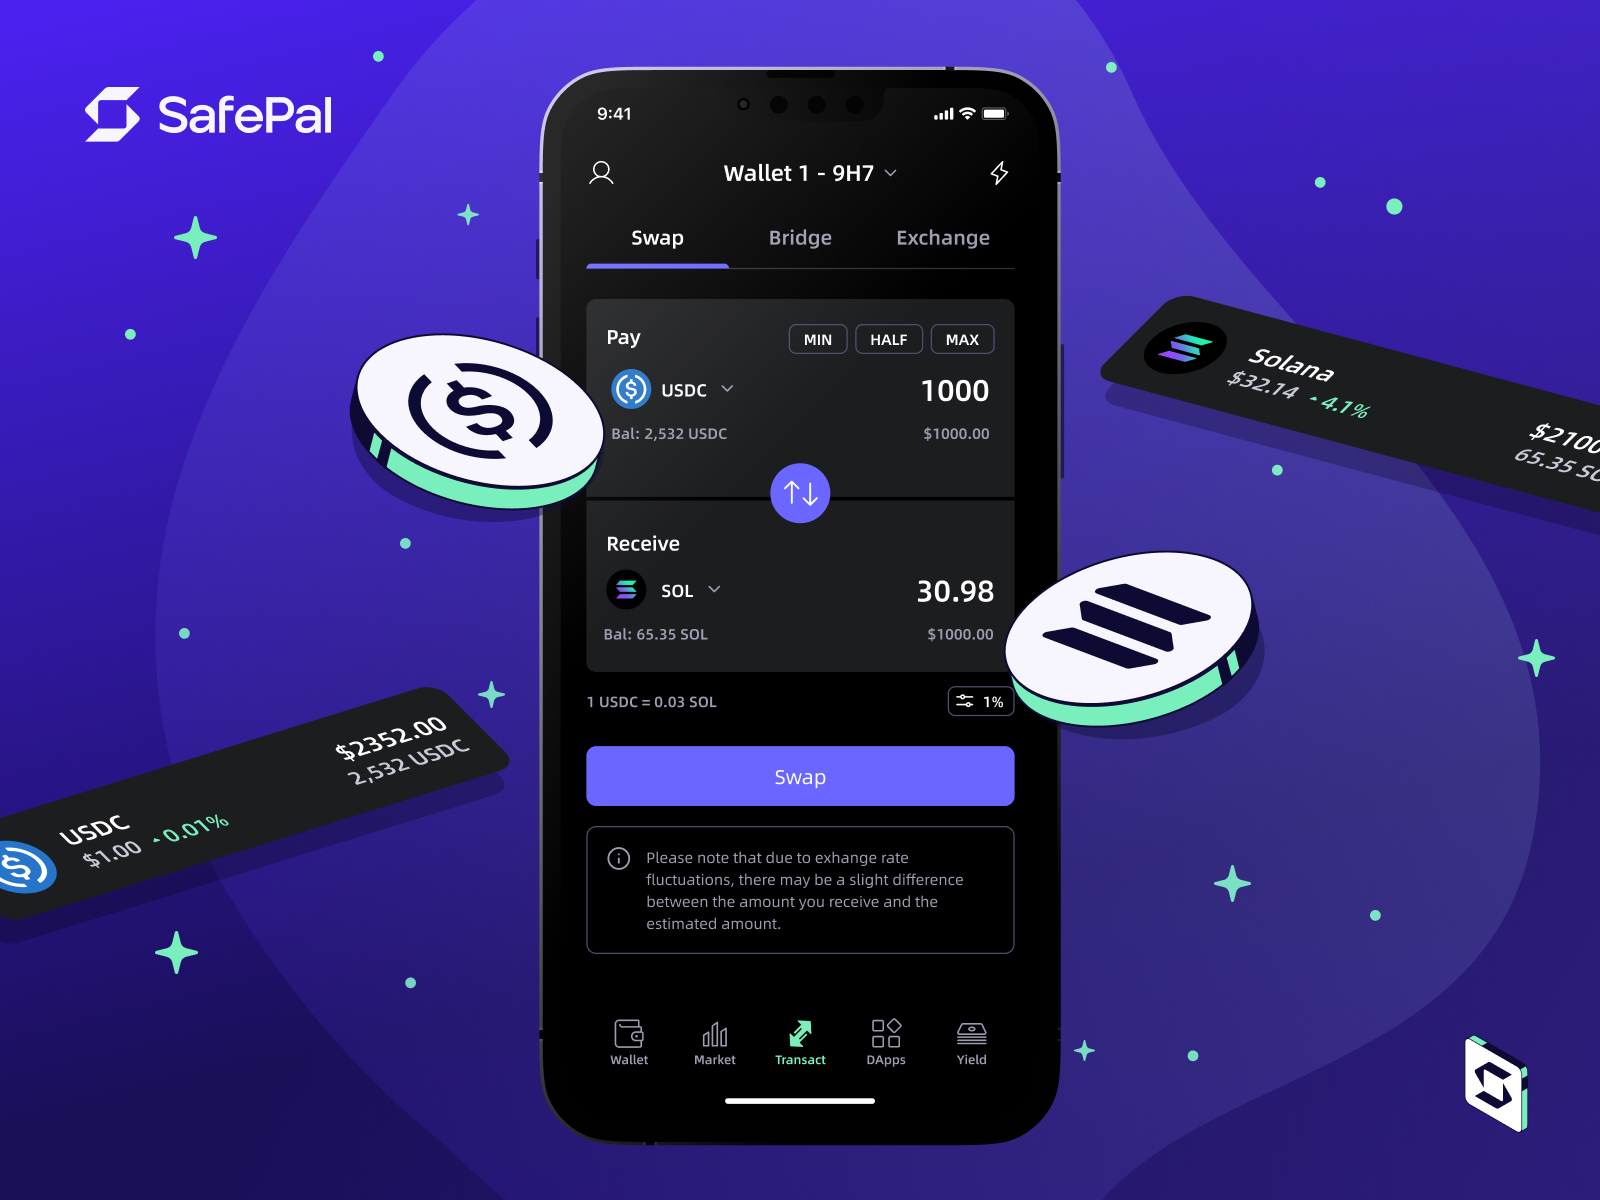 SafePal
9:41
Wallet 1 - 9H7
Swap Bridge Exchange
Pay MIN HALF MAX
USDC 1000
Bal: 2,532 USDC $1000.00
Receive
SOL 30.98
Bal: 65.35 SOL $1000.00
1 USDC = 0.03 SOL 1%
Swap
Please note that due to exhange rate
fluctuations, there may be a slight difference
between the amount you receive and the
estimated amount.
Wallet Market Transact DApps Yield
Solana
$32.14 4.1%
$2100
65.35 SO
USDC
$1.00 0.01%
$2352.00
2,532 USDC